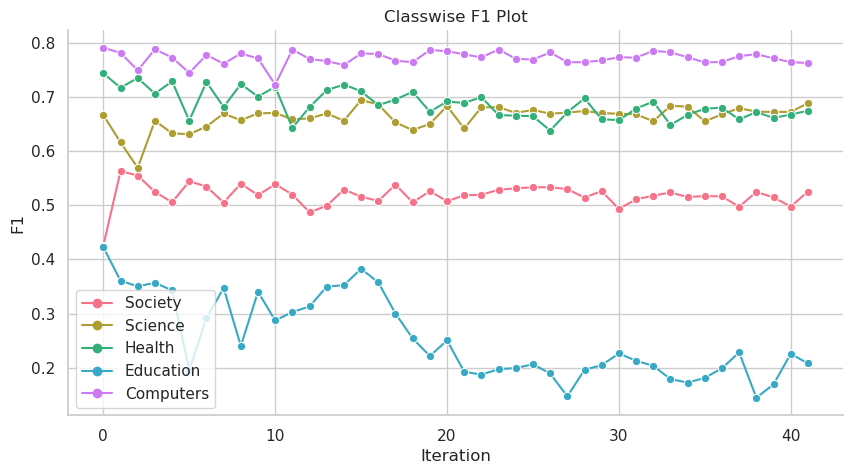 Classwise F1 Plot
F1
0.8
0.7
0.6
0.5
0.4
0.3
0.2
Society
Science
Health
Education
Computers
0 10 20 30 40
Iteration